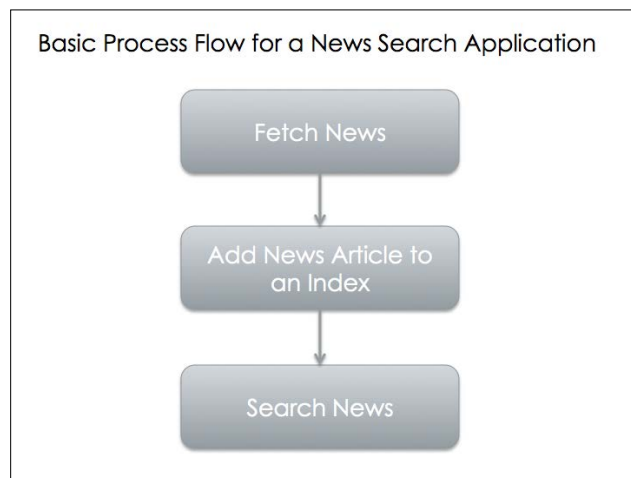 Basic Process Flow for a News Search Application
Fetch News
Add News Article to
an Index
Search News